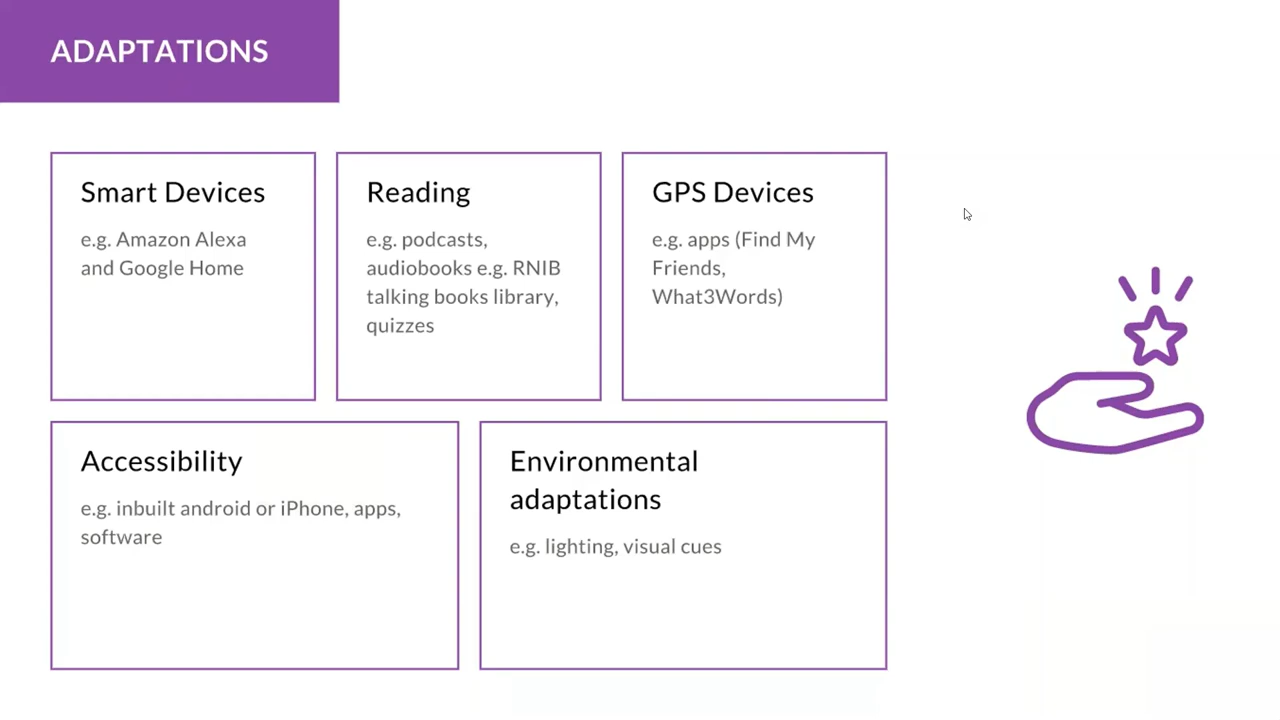 ADAPTATIONS
Smart Devices
e.g. Amazon Alexa
and Google Home
Reading
e.g. podcasts,
audiobooks e.g. RNIB
talking books library,
quizzes
GPS Devices
e.g. apps (Find My
Friends,
What3Words)
Accessibility
e.g. inbuilt android or iPhone, apps,
software
Environmental
adaptations
e.g. lighting, visual cues